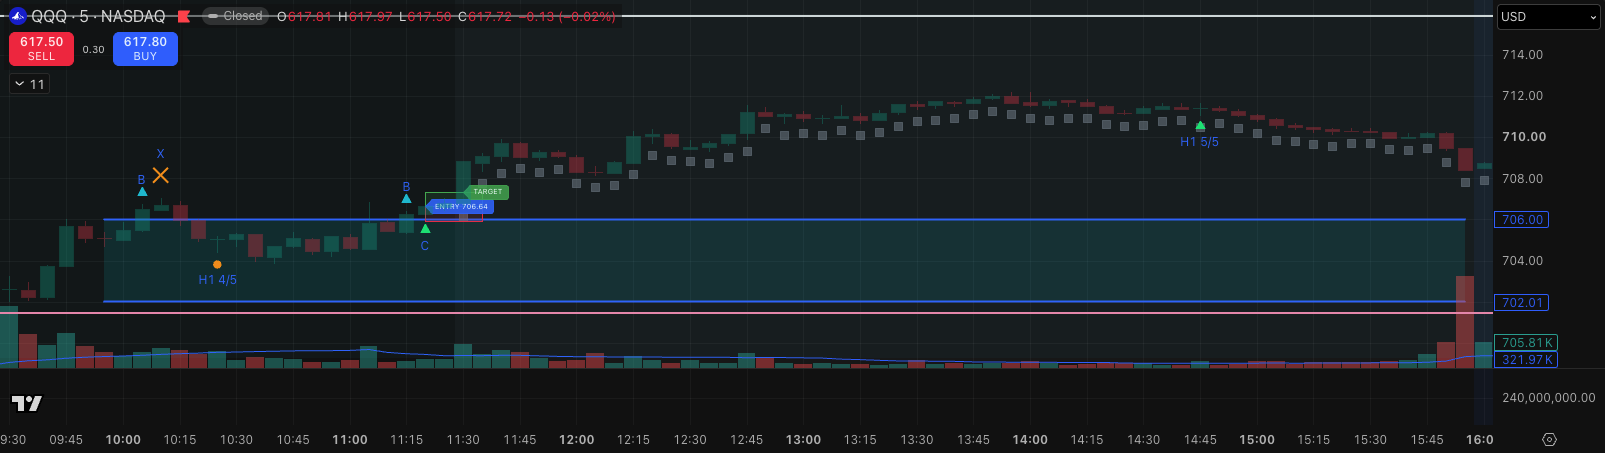 QQQ · 5 · NASDAQ Closed O617.81 H617.97 L617.50 C617.72 −0.13 (−0.02%)
USD
617.50
SELL
0.30
617.80
BUY
11
714.00
712.00
710.00
708.00
706.00
704.00
702.01
705.81 K
321.97 K
240,000,000.00
X
B
H1 4/5
B
TARGET
ENTRY 706.64
C
H1 5/5
9:30 09:45 10:00 10:15 10:30 10:45 11:00 11:15 11:30 11:45 12:00 12:15 12:30 12:45 13:00 13:15 13:30 13:45 14:00 14:15 14:30 14:45 15:00 15:15 15:30 15:45 16:0